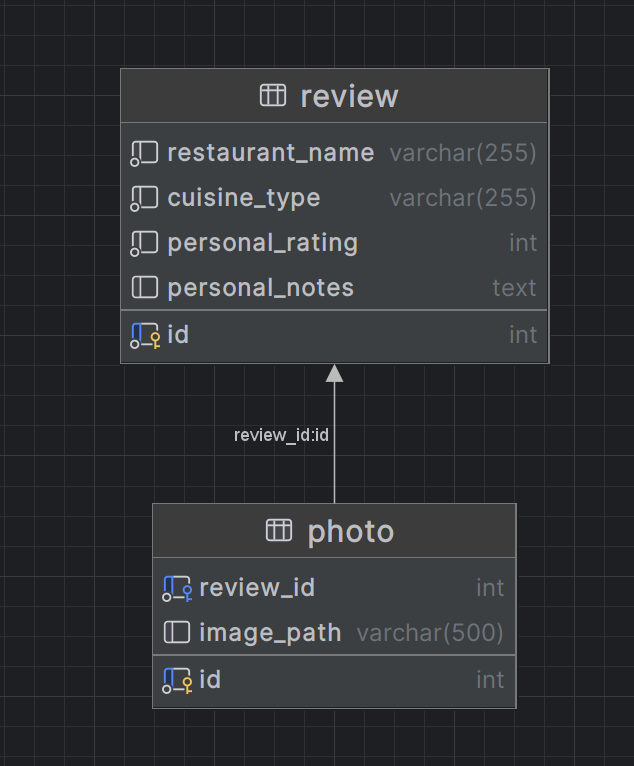 review
restaurant_name varchar(255)
cuisine_type varchar(255)
personal_rating int
personal_notes text
id int
review_id:id
photo
review_id int
image_path varchar(500)
id int